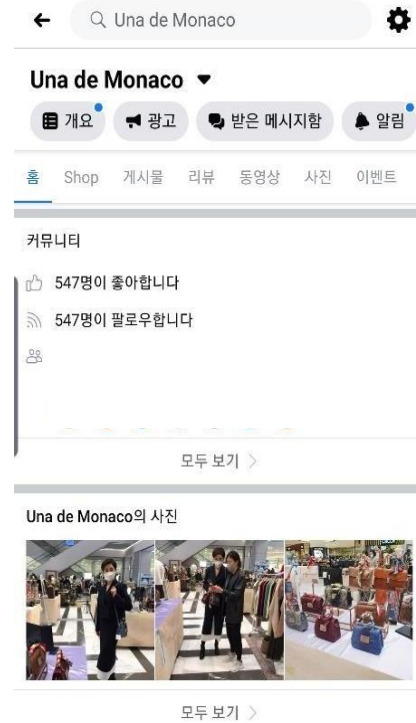 Una de Monaco
Una de Monaco
개요 광고 받은 메시지함 알림
홈 Shop 게시물 리뷰 동영상 사진 이벤트
커뮤니티
547명이 좋아합니다
547명이 팔로우합니다
모두 보기 >
Una de Monaco의 사진
모두 보기 >